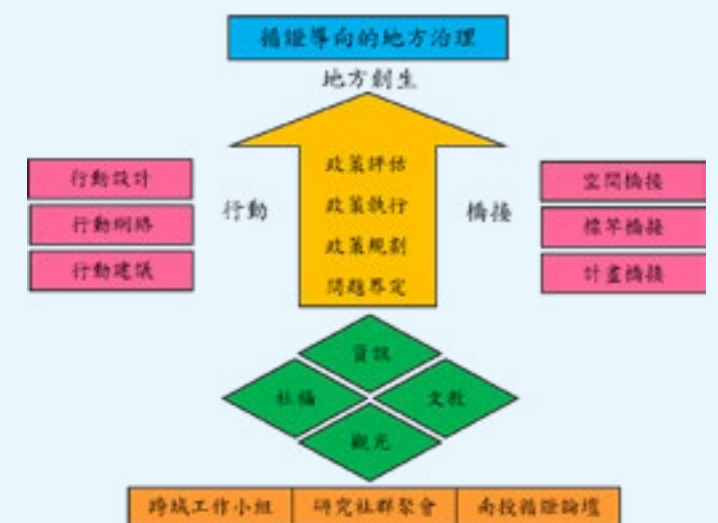 循證導向的地方治理
地方創生
政策評估
政策執行
政策規劃
問題界定
行動
行動設計
行動網絡
行動建議
橋接
空間橋接
標竿橋接
計畫橋接
資訊
社福
文教
觀光
跨域工作小組
研究社群聚會
南投循證論壇